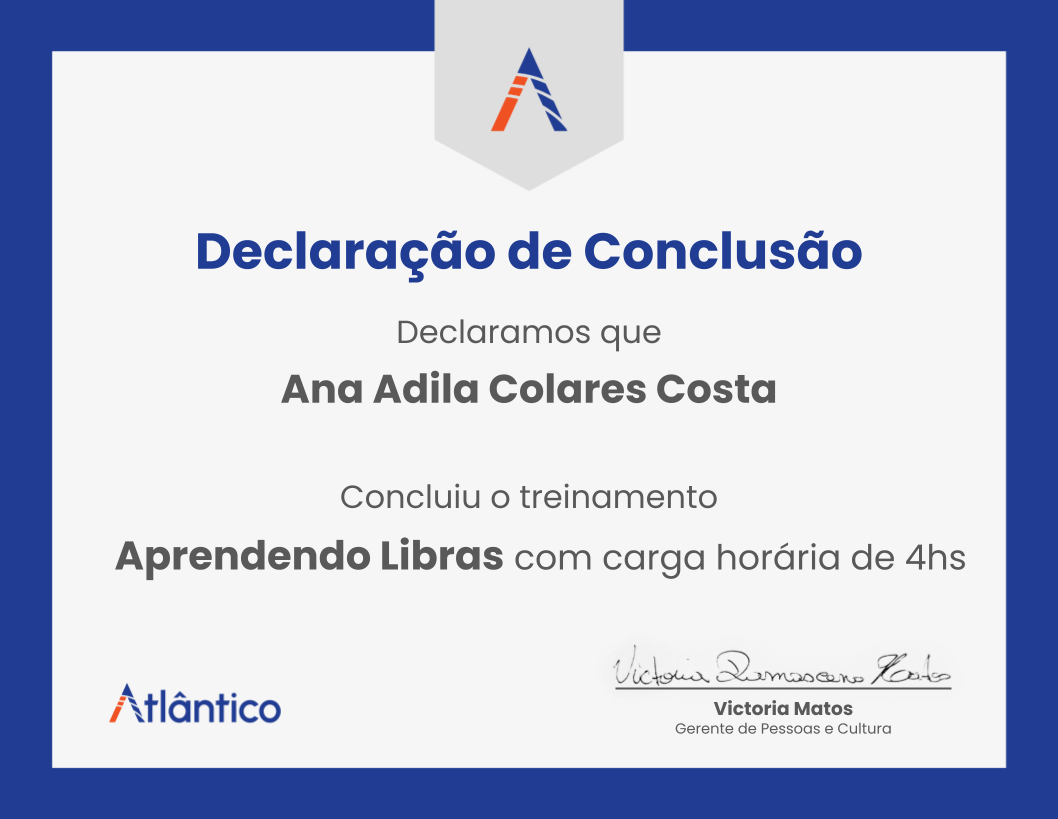 Declaração de Conclusão
Declaramos que
Ana Adila Colares Costa
Concluiu o treinamento
Aprendendo Libras com carga horária de 4hs
Victoria Damasceno Matos
Victoria Matos
Gerente de Pessoas e Cultura
Atlântico